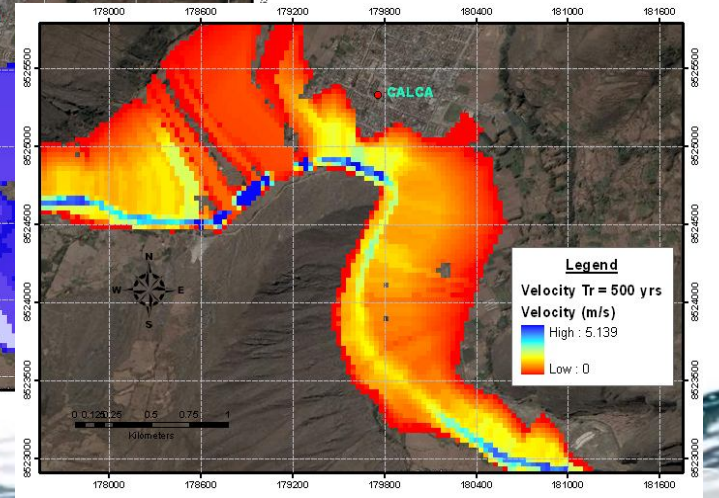 178000 178600 179200 179800 180400 181000 181600
8525500 8525500
CALCA
8525000 8525000
8524500 8524500
N
W E
S
Legend
Velocity Tr = 500 yrs
Velocity (m/s)
High : 5.139
Low : 0
8524000 8524000
8523500 8523500
0 0.125 0.25 0.5 0.75 1
Kilometers
8523000 8523000
178000 178600 179200 179800 180400 181000 181600